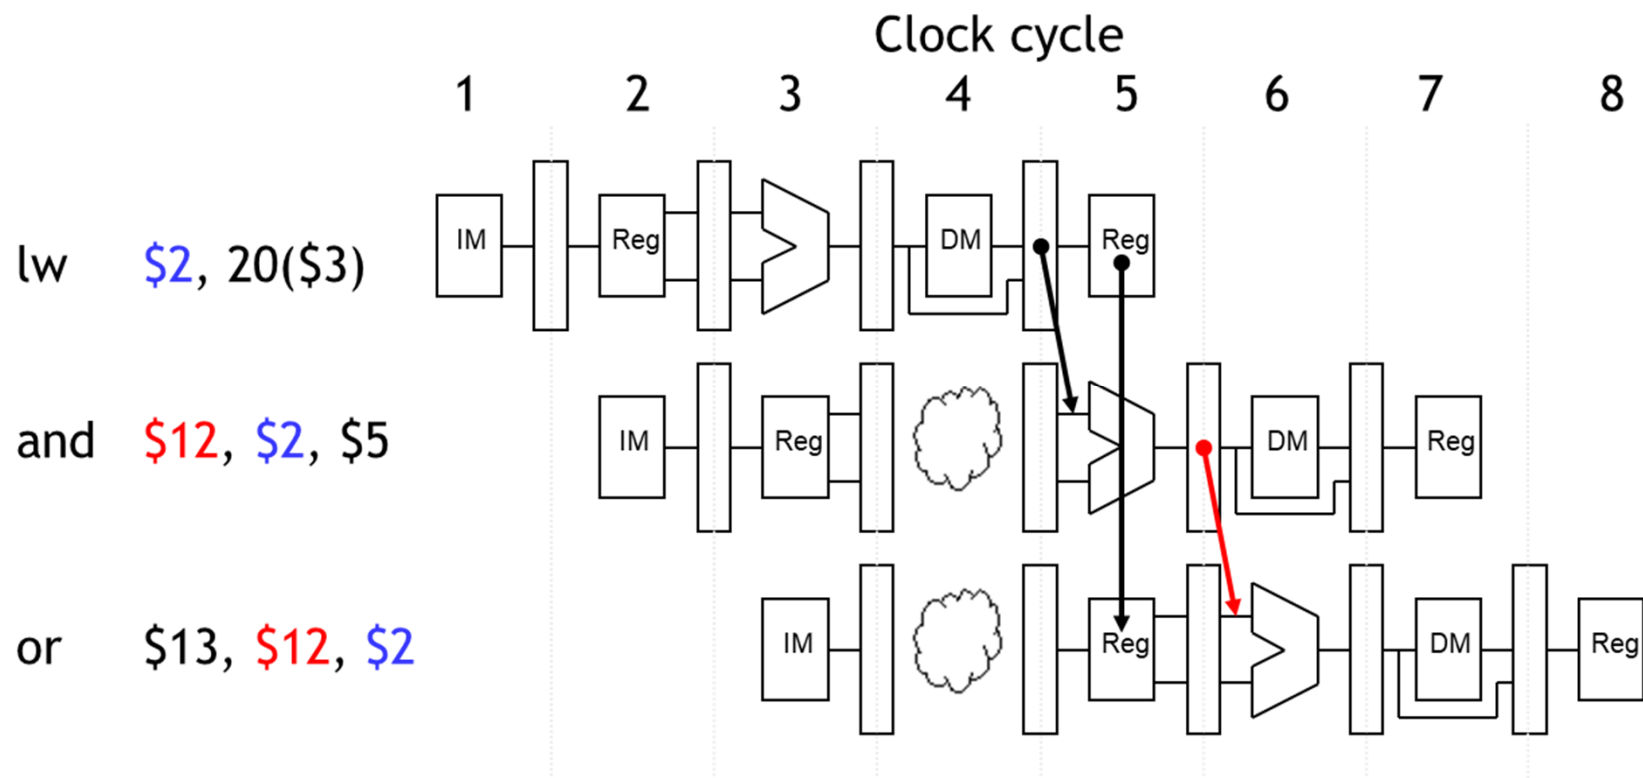 Clock cycle
1 2 3 4 5 6 7 8
lw $2, 20($3) IM Reg DM Reg
and $12, $2, $5 IM Reg DM Reg
or $13, $12, $2 IM Reg DM Reg